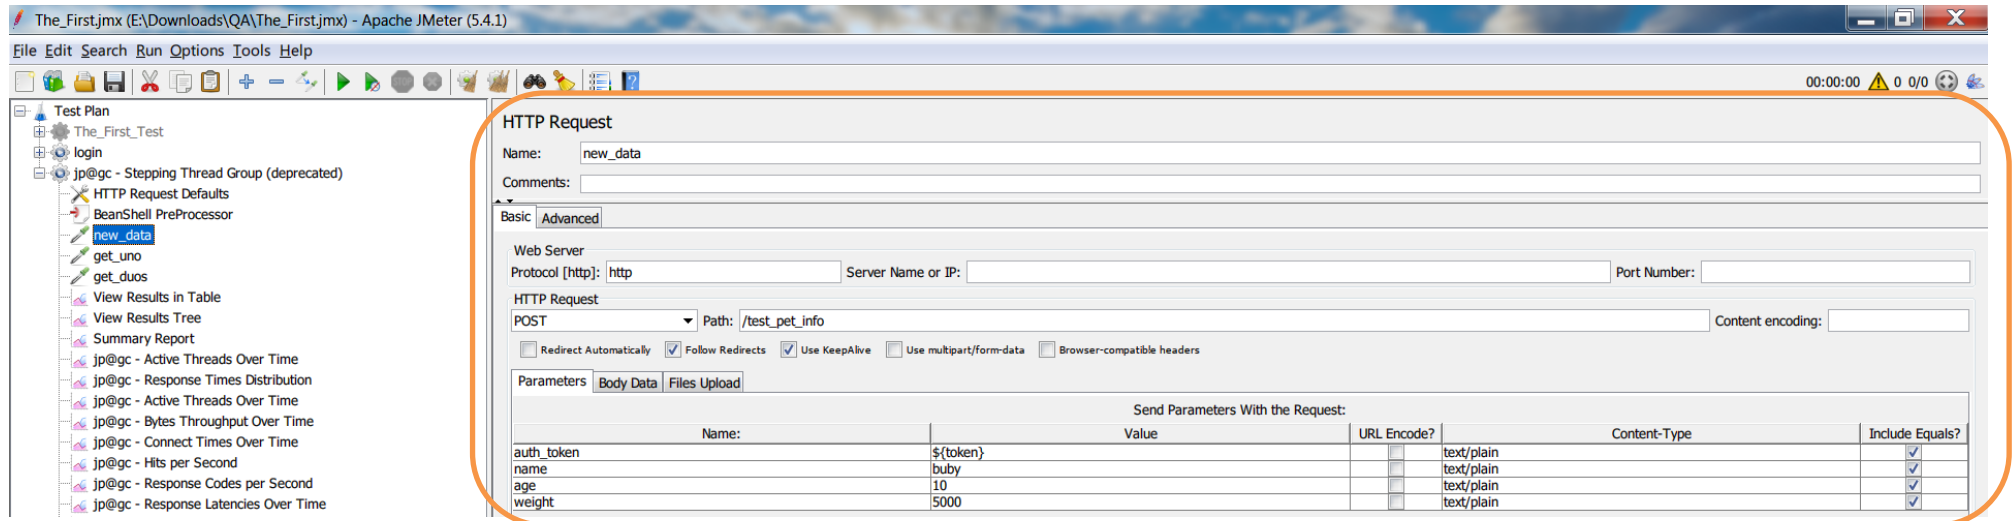 The_First.jmx (E:\Downloads\QA\The_First.jmx) - Apache JMeter (5.4.1)
File Edit Search Run Options Tools Help
00:00:00 0 0/0
Test Plan
The_First_Test
login
jp@gc - Stepping Thread Group (deprecated)
HTTP Request Defaults
BeanShell PreProcessor
new_data
get_uno
get_duos
View Results in Table
View Results Tree
Summary Report
jp@gc - Active Threads Over Time
jp@gc - Response Times Distribution
jp@gc - Active Threads Over Time
jp@gc - Bytes Throughput Over Time
jp@gc - Connect Times Over Time
jp@gc - Hits per Second
jp@gc - Response Codes per Second
jp@gc - Response Latencies Over Time
HTTP Request
Name: new_data
Comments:
Basic Advanced
Web Server
Protocol [http]: http Server Name or IP: Port Number:
HTTP Request
POST Path: /test_pet_info Content encoding:
Redirect Automatically Follow Redirects Use KeepAlive Use multipart/form-data Browser-compatible headers
Parameters Body Data Files Upload
Send Parameters With the Request:
Name: Value URL Encode? Content-Type Include Equals?
auth_token ${token} text/plain
name buby text/plain
age 10 text/plain
weight 5000 text/plain